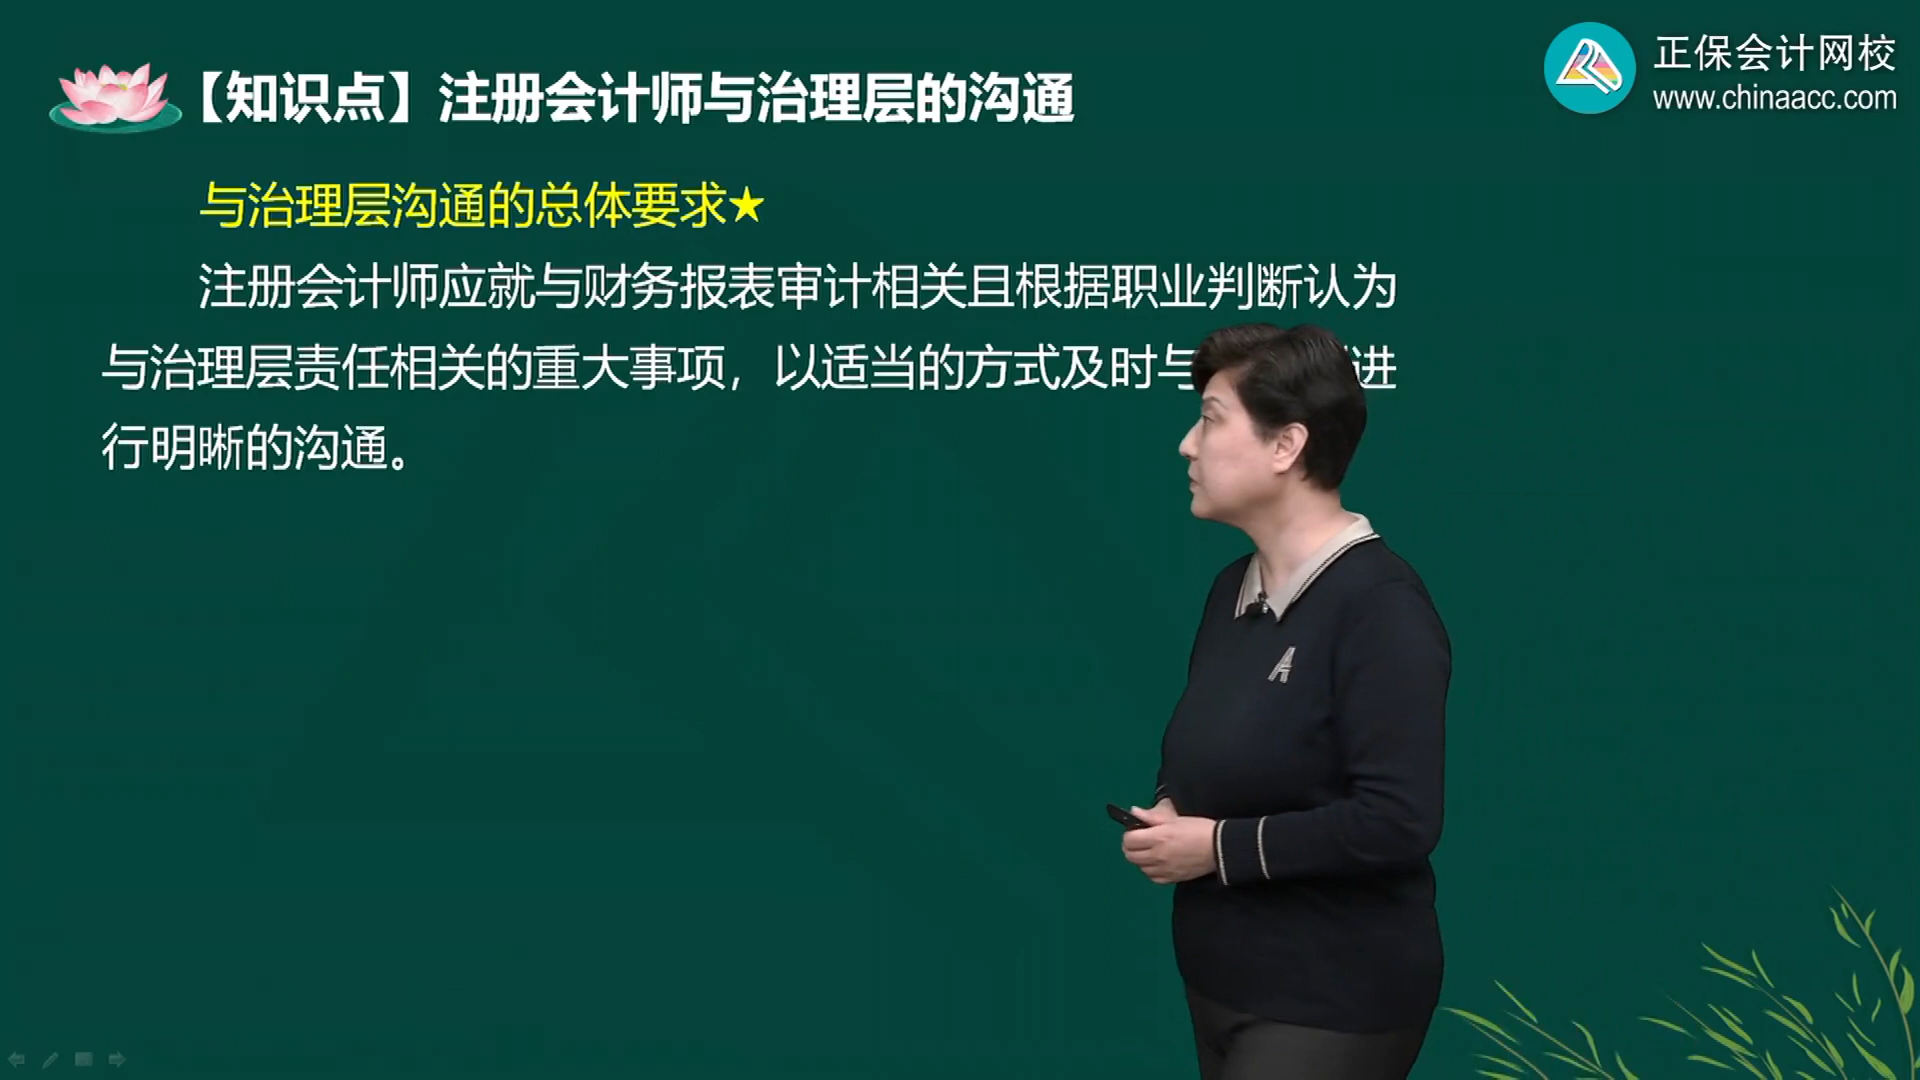 【知识点】注册会计师与治理层的沟通
正保会计网校
www.chinaacc.com
与治理层沟通的总体要求★
注册会计师应就与财务报表审计相关且根据职业判断认为
与治理层责任相关的重大事项，以适当的方式及时与 进
行明晰的沟通。
A